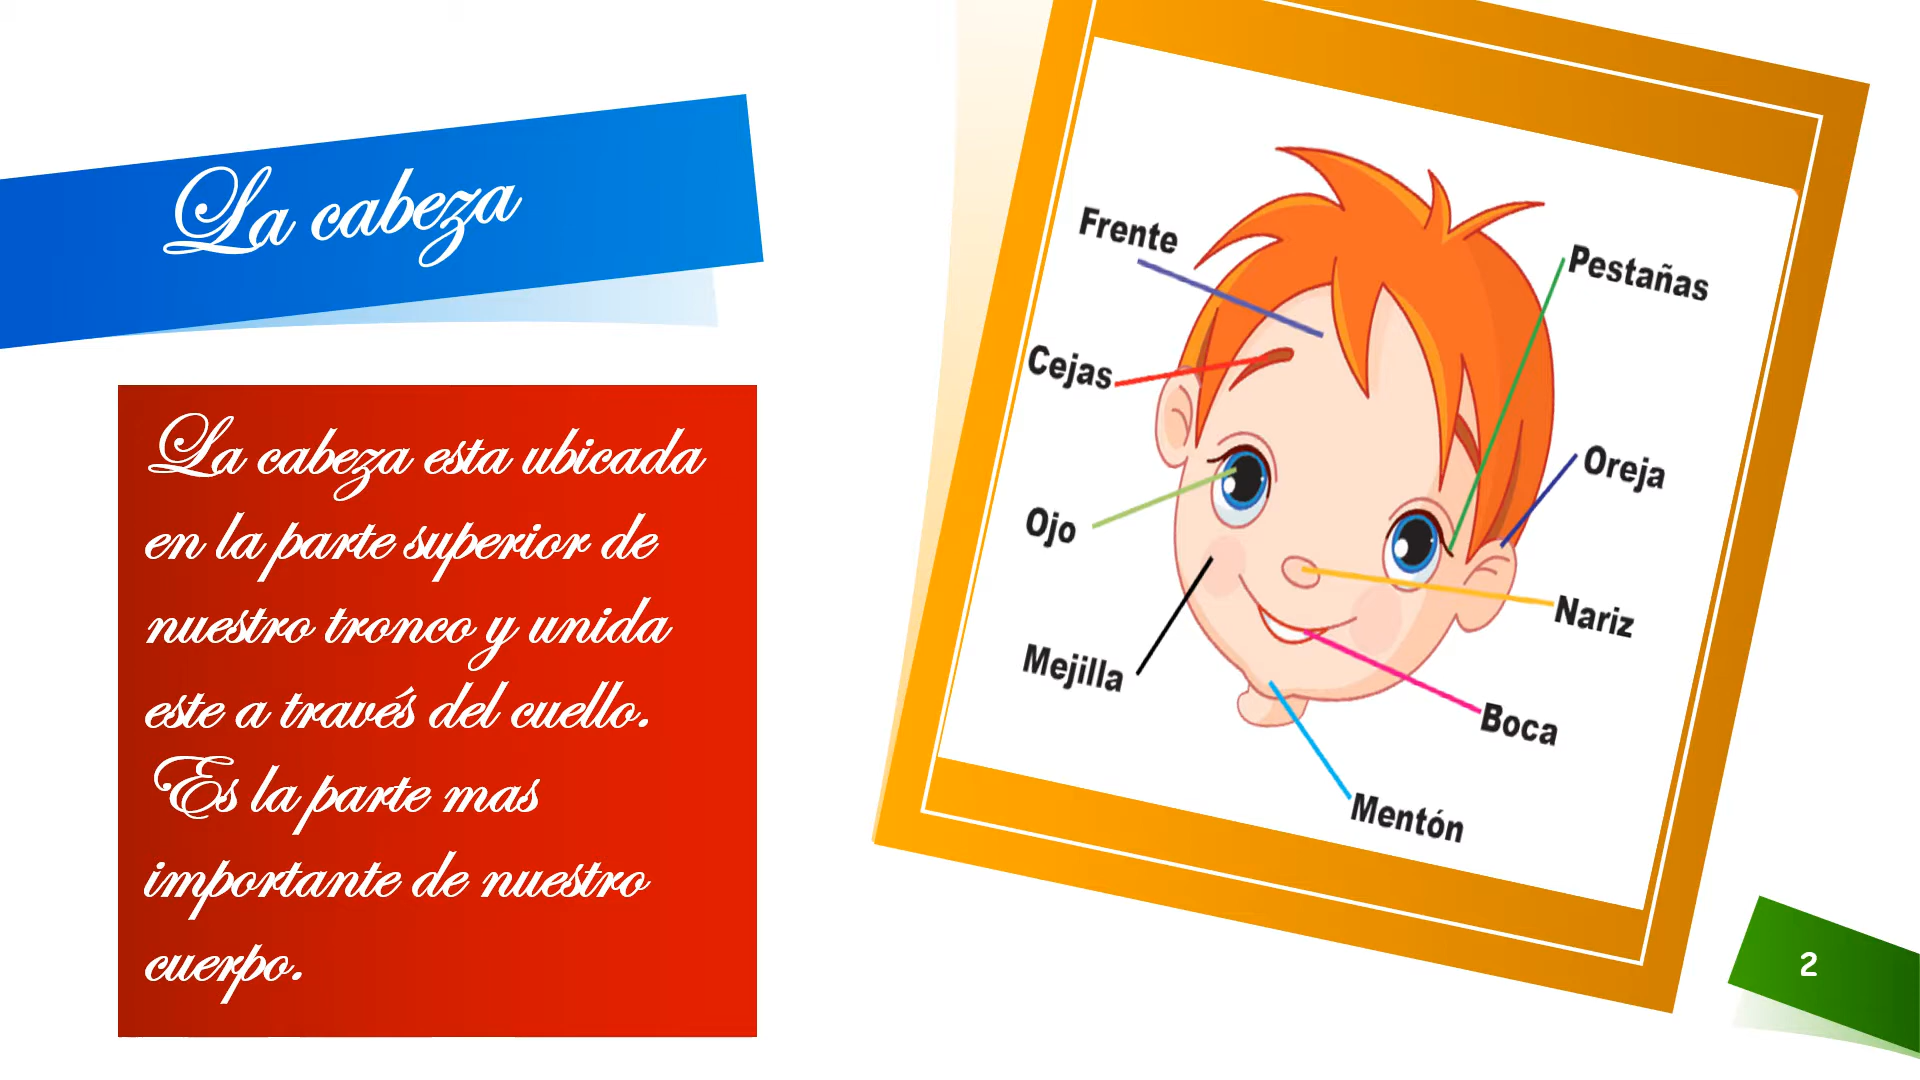 La cabeza
La cabeza esta ubicada
en la parte superior de
nuestro tronco y unida
este a través del cuello.
Es la parte mas
importante de nuestro
cuerpo.
Frente
Pestañas
Cejas
Oreja
Ojo
Nariz
Mejilla
Boca
Mentón
2